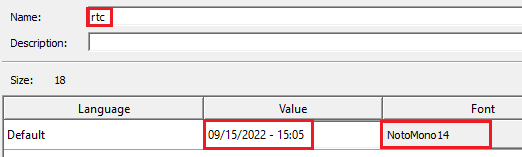 Name: rtc
Description:
Size: 18
Language Value Font
Default 09/15/2022 - 15:05 NotoMono14